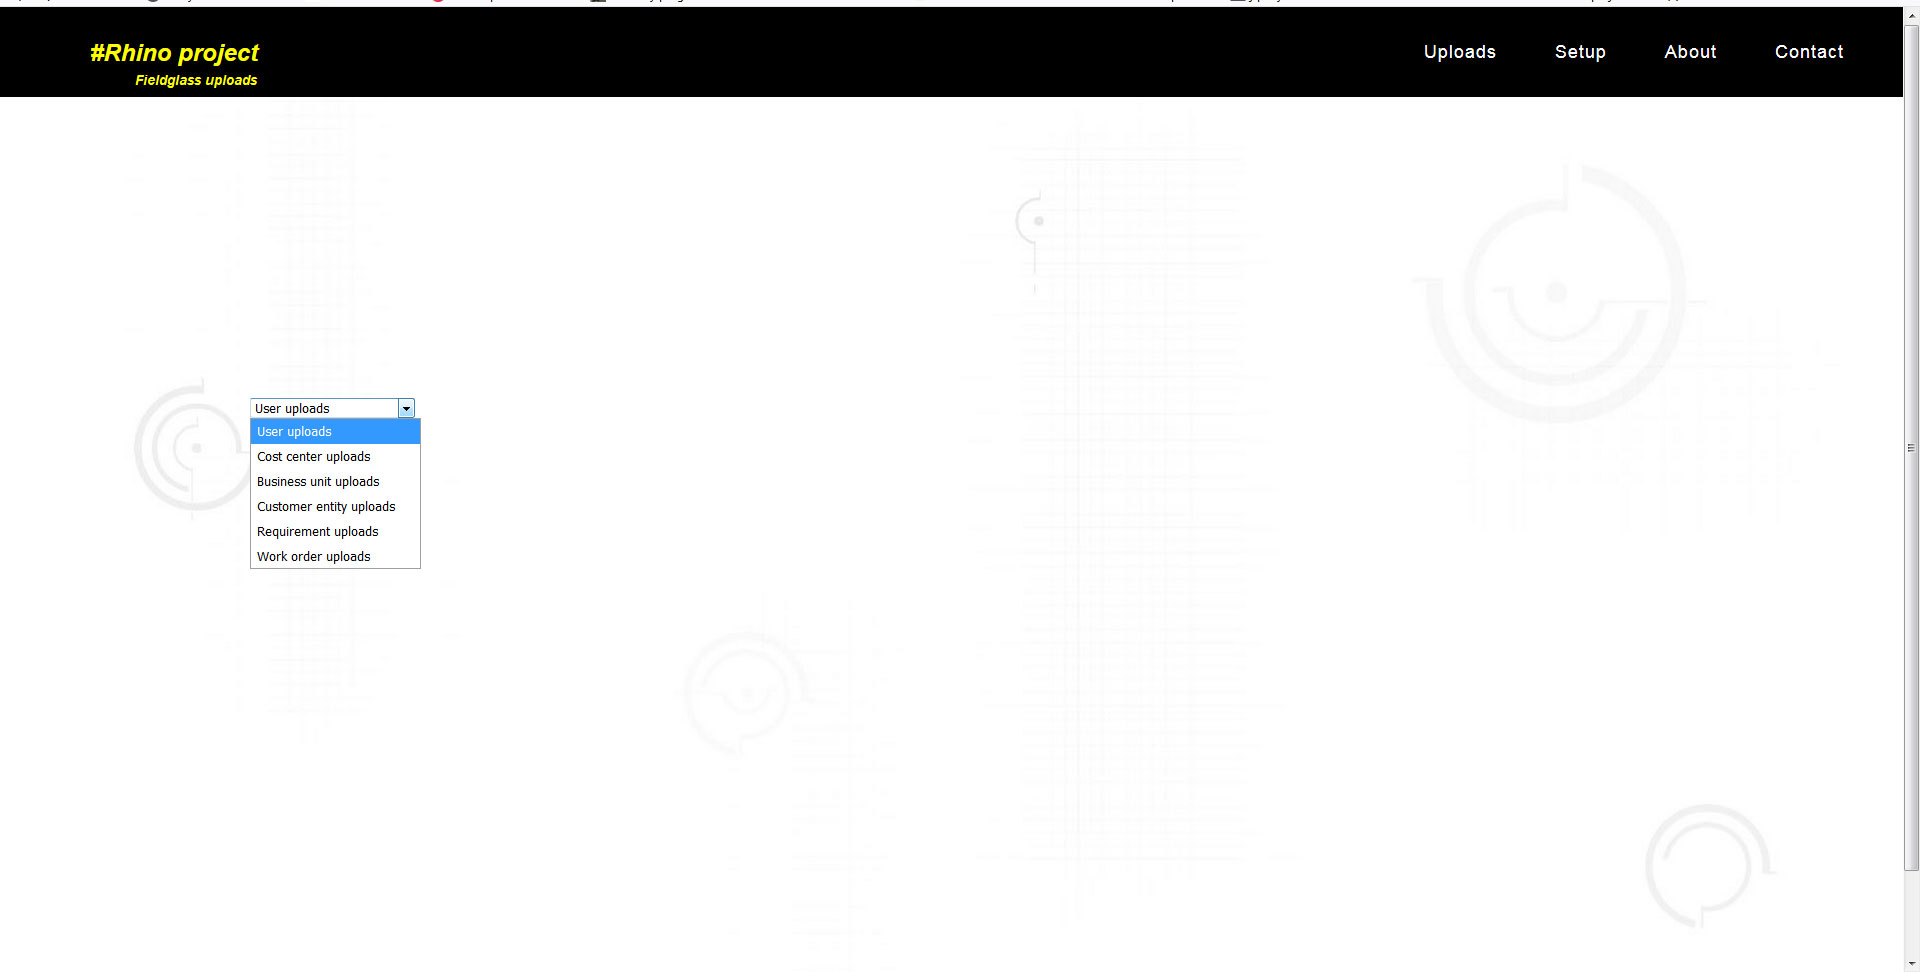 #Rhino project
Fieldglass uploads
Uploads Setup About Contact
User uploads
User uploads
Cost center uploads
Business unit uploads
Customer entity uploads
Requirement uploads
Work order uploads